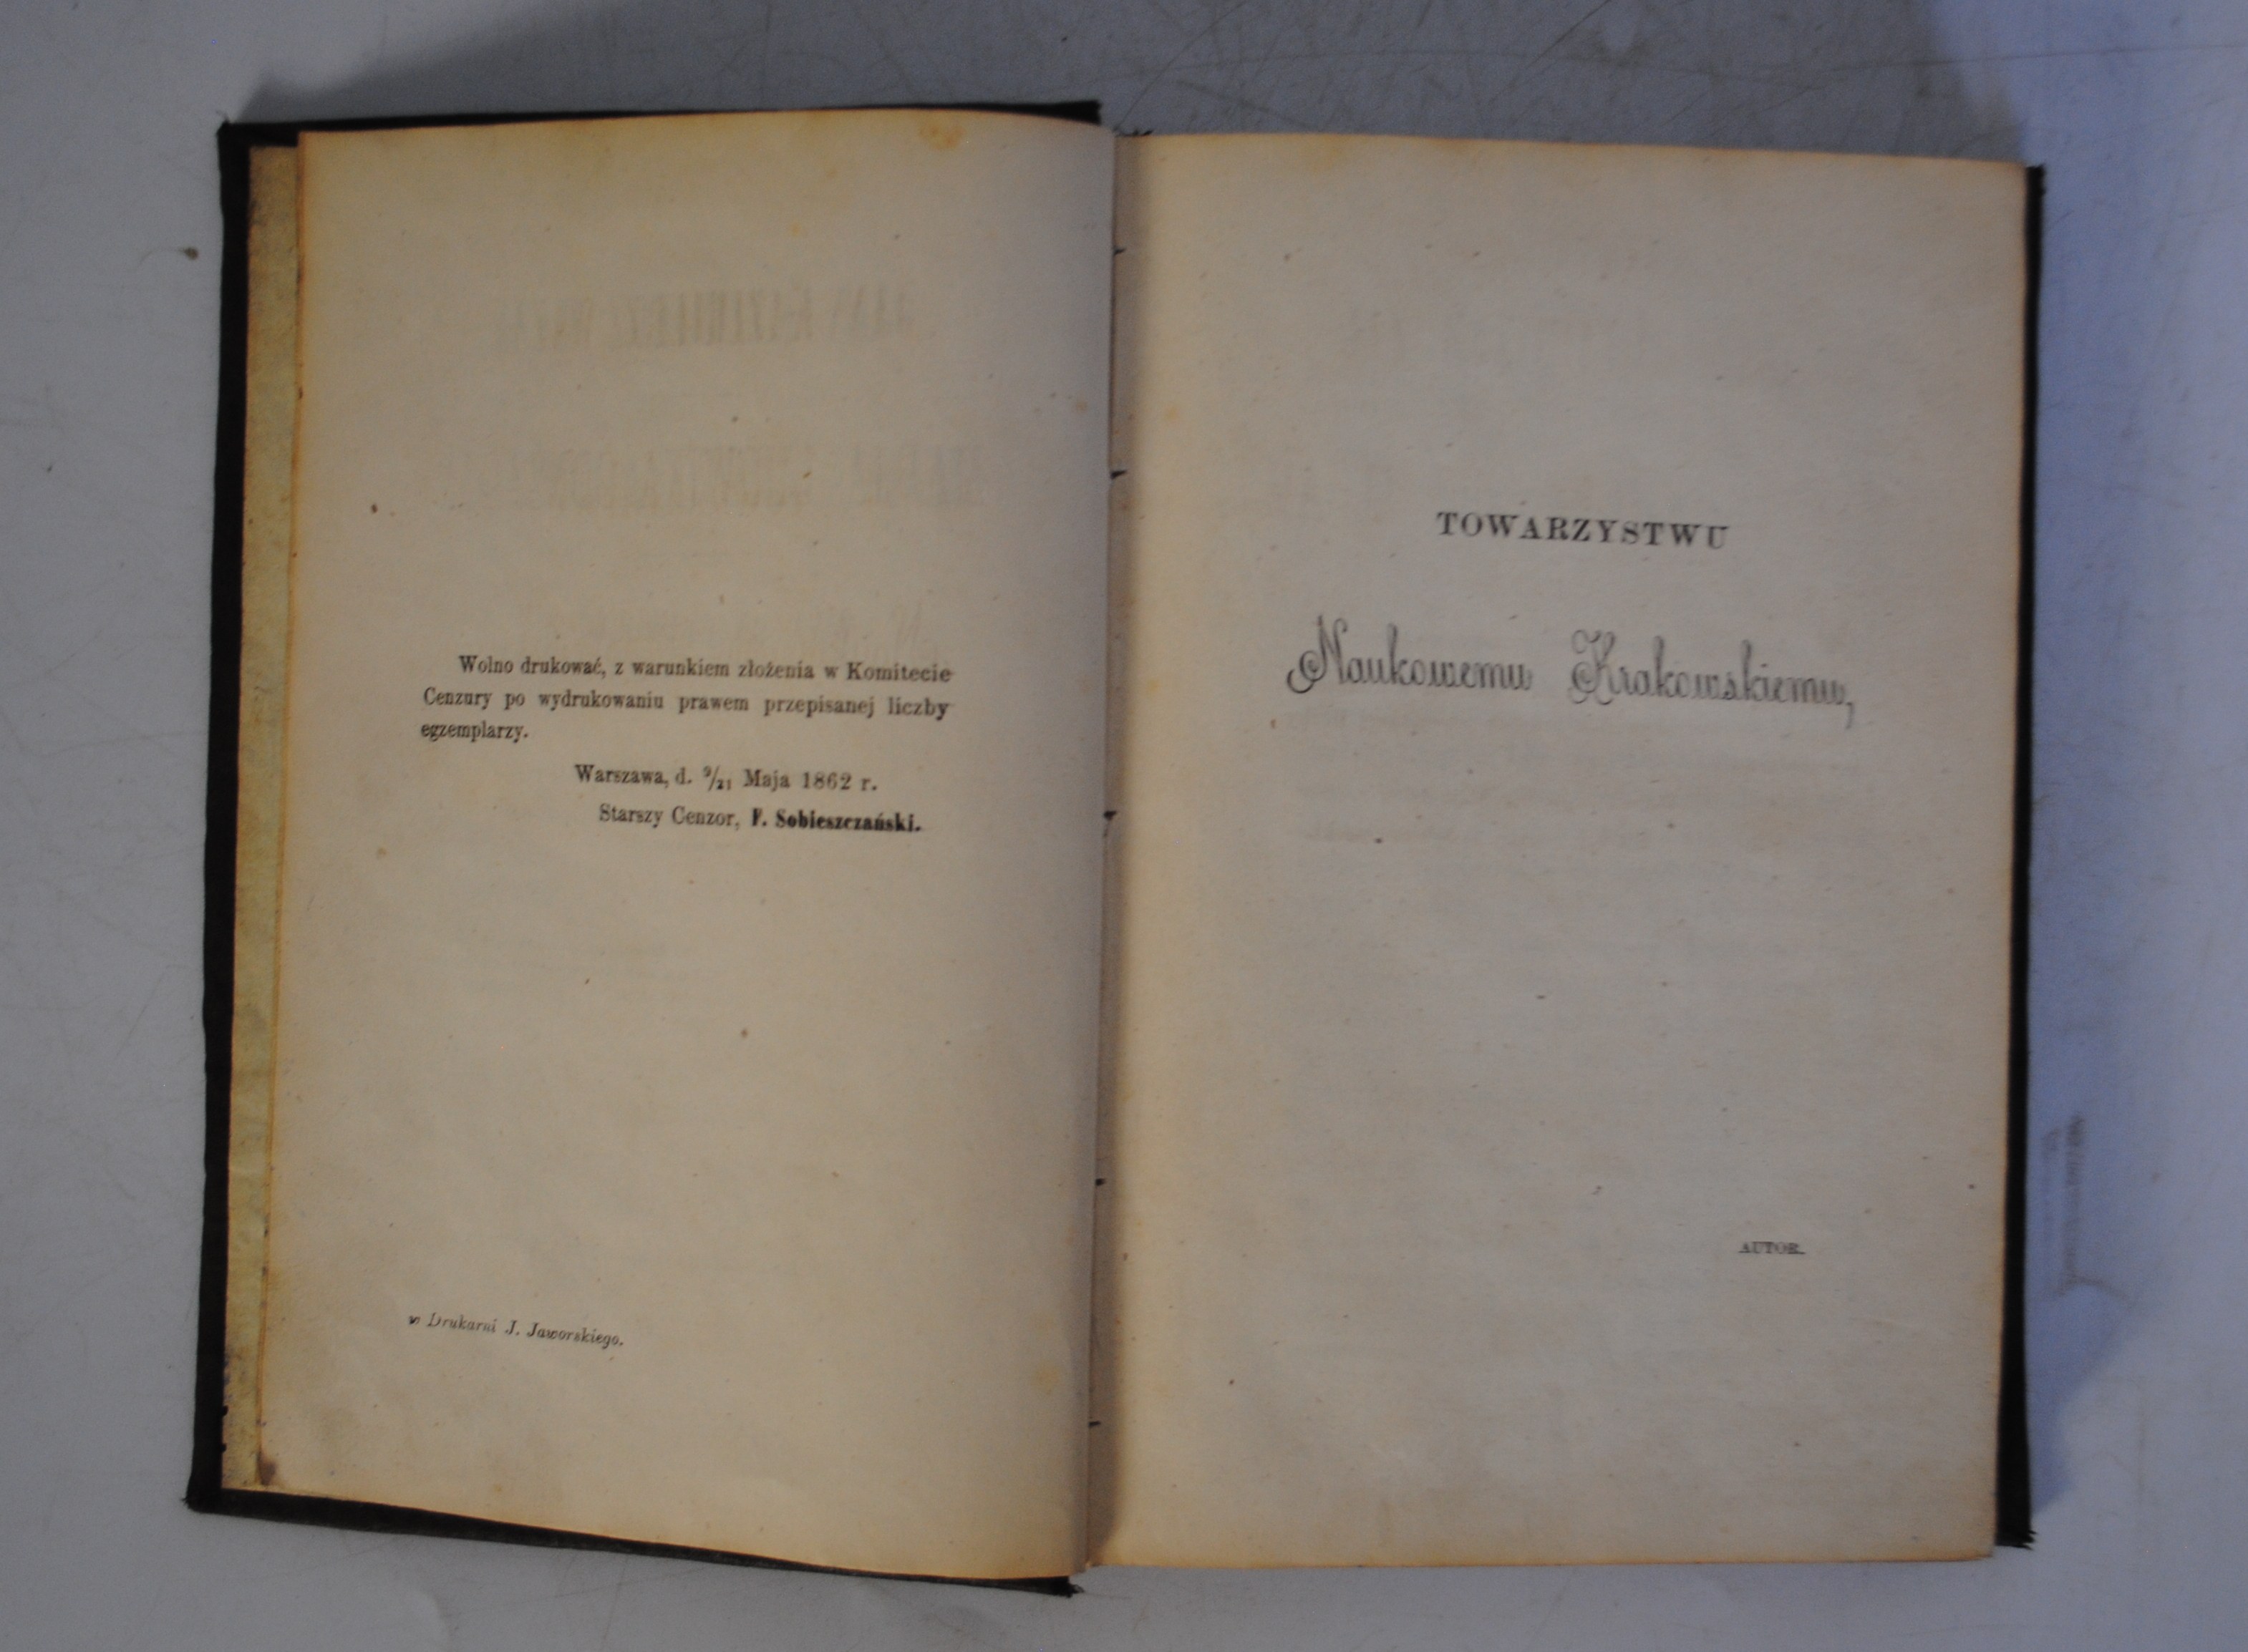 Wolno drukować, z warunkiem złożenia w Komitecie
Cenzury po wydrukowaniu prawem przepisanej liczby
egzemplarzy.
Warszawa, d. 9/21 Maja 1862 r.
Starszy Cenzor, F. Sobieszczański.
w Drukarni J. Jaworskiego.
TOWARZYSTWU
Naukowemu Krakowskiemu,
AUTOR.